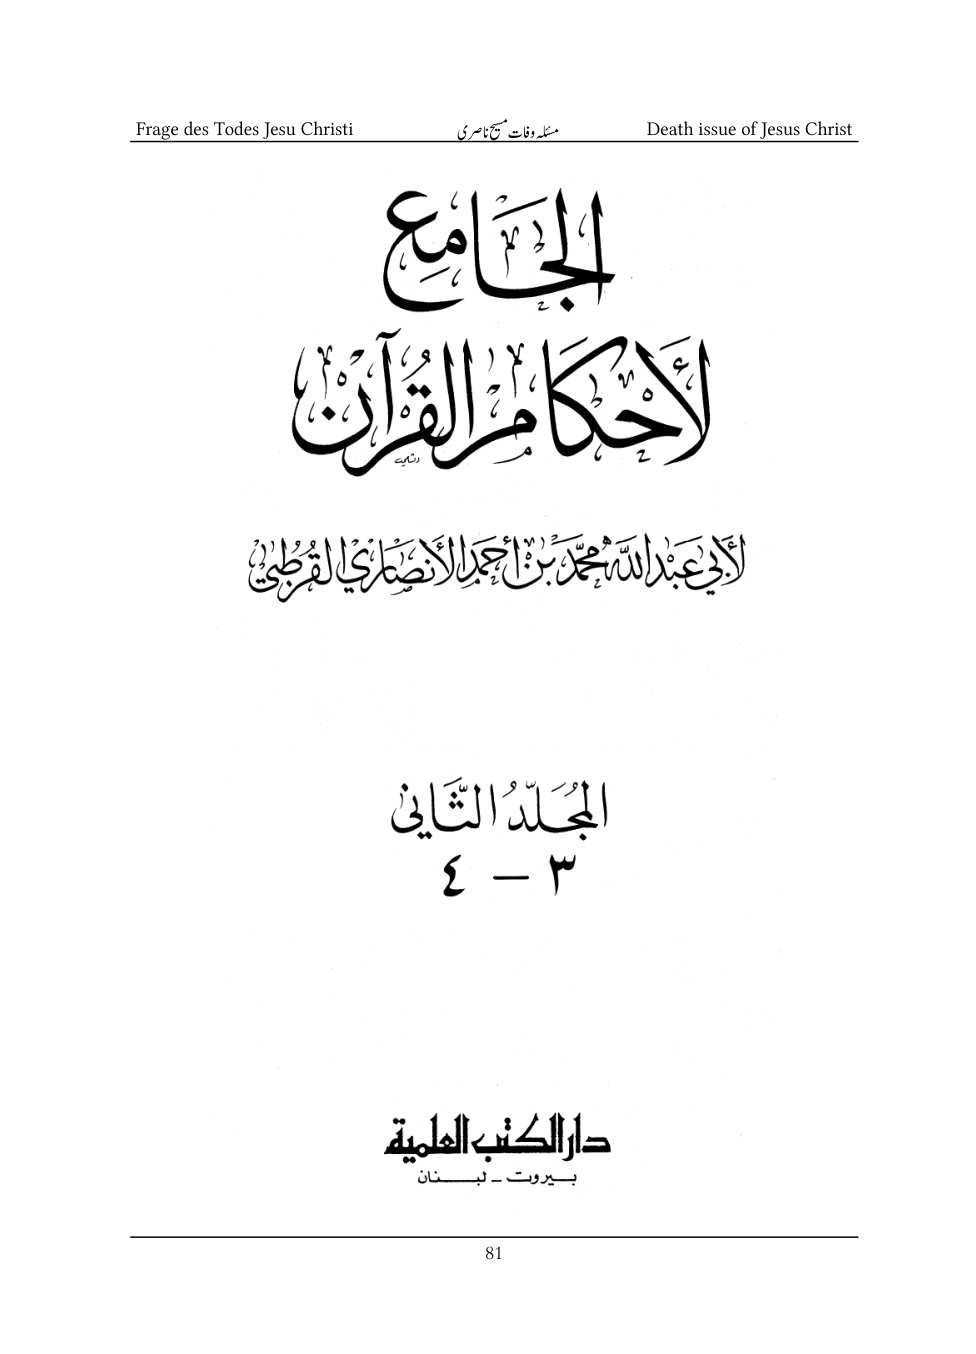 Frage des Todes Jesu Christi مسئلہ وفات مسیح ناصری Death issue of Jesus Christ
الجامع
لأحكام القرآن
لأبي عبد الله محمد بن أحمد الأنصاري القرطبي
المجلد الثاني
٣ - ٤
دار الكتب العلمية
بيروت - لبنان
81